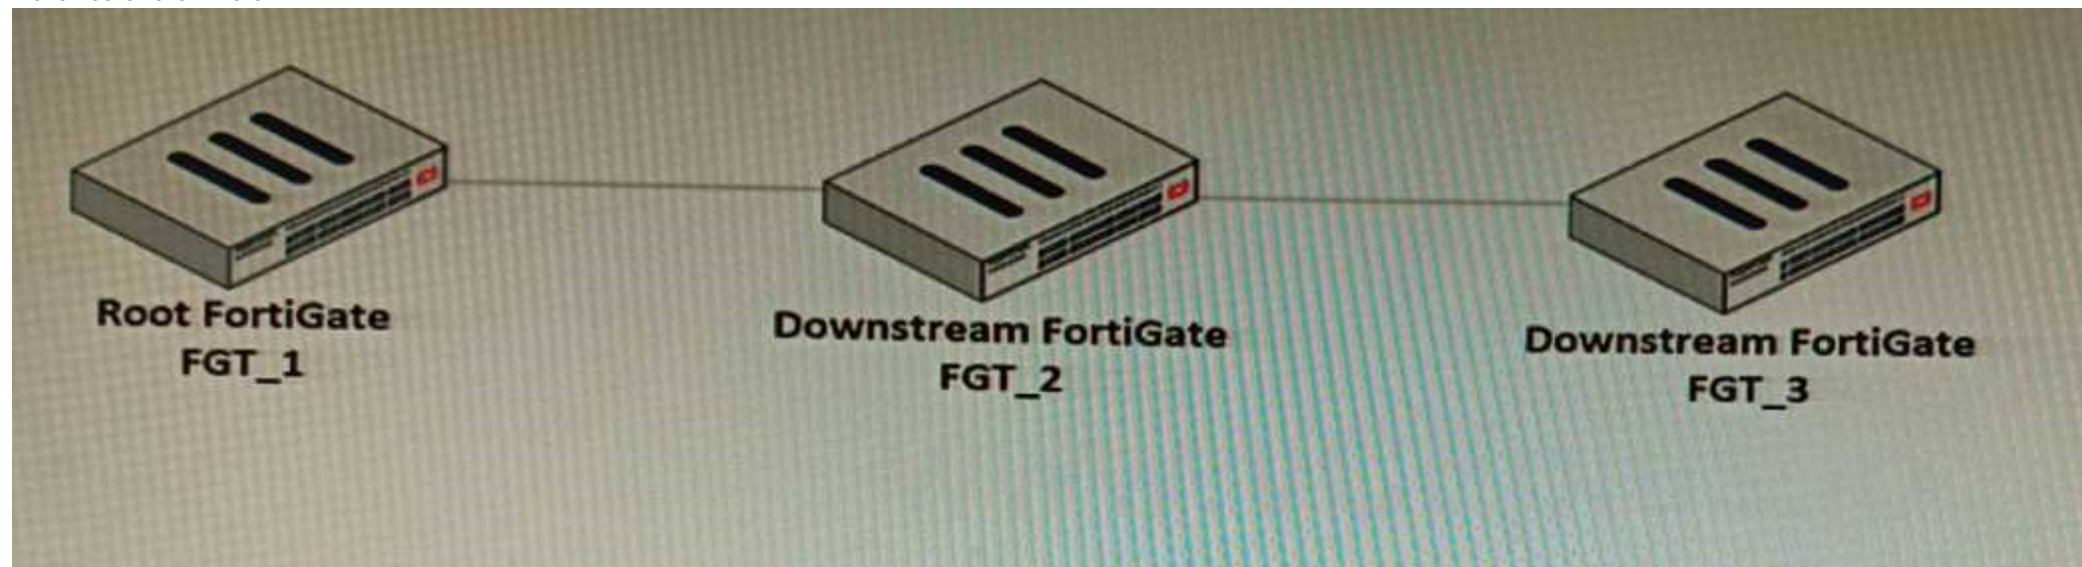 Root FortiGate
FGT_1
Downstream FortiGate
FGT_2
Downstream FortiGate
FGT_3